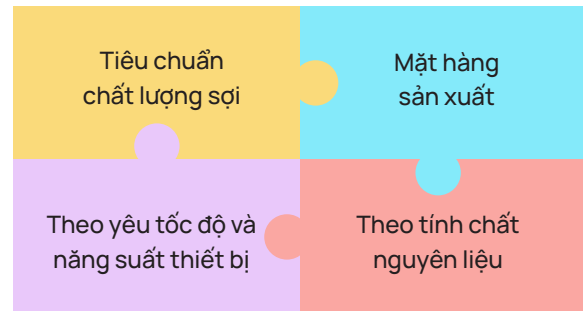 Tiêu chuẩn
chất lượng sợi
Mặt hàng
sản xuất
Theo yêu tốc độ và
năng suất thiết bị
Theo tính chất
nguyên liệu